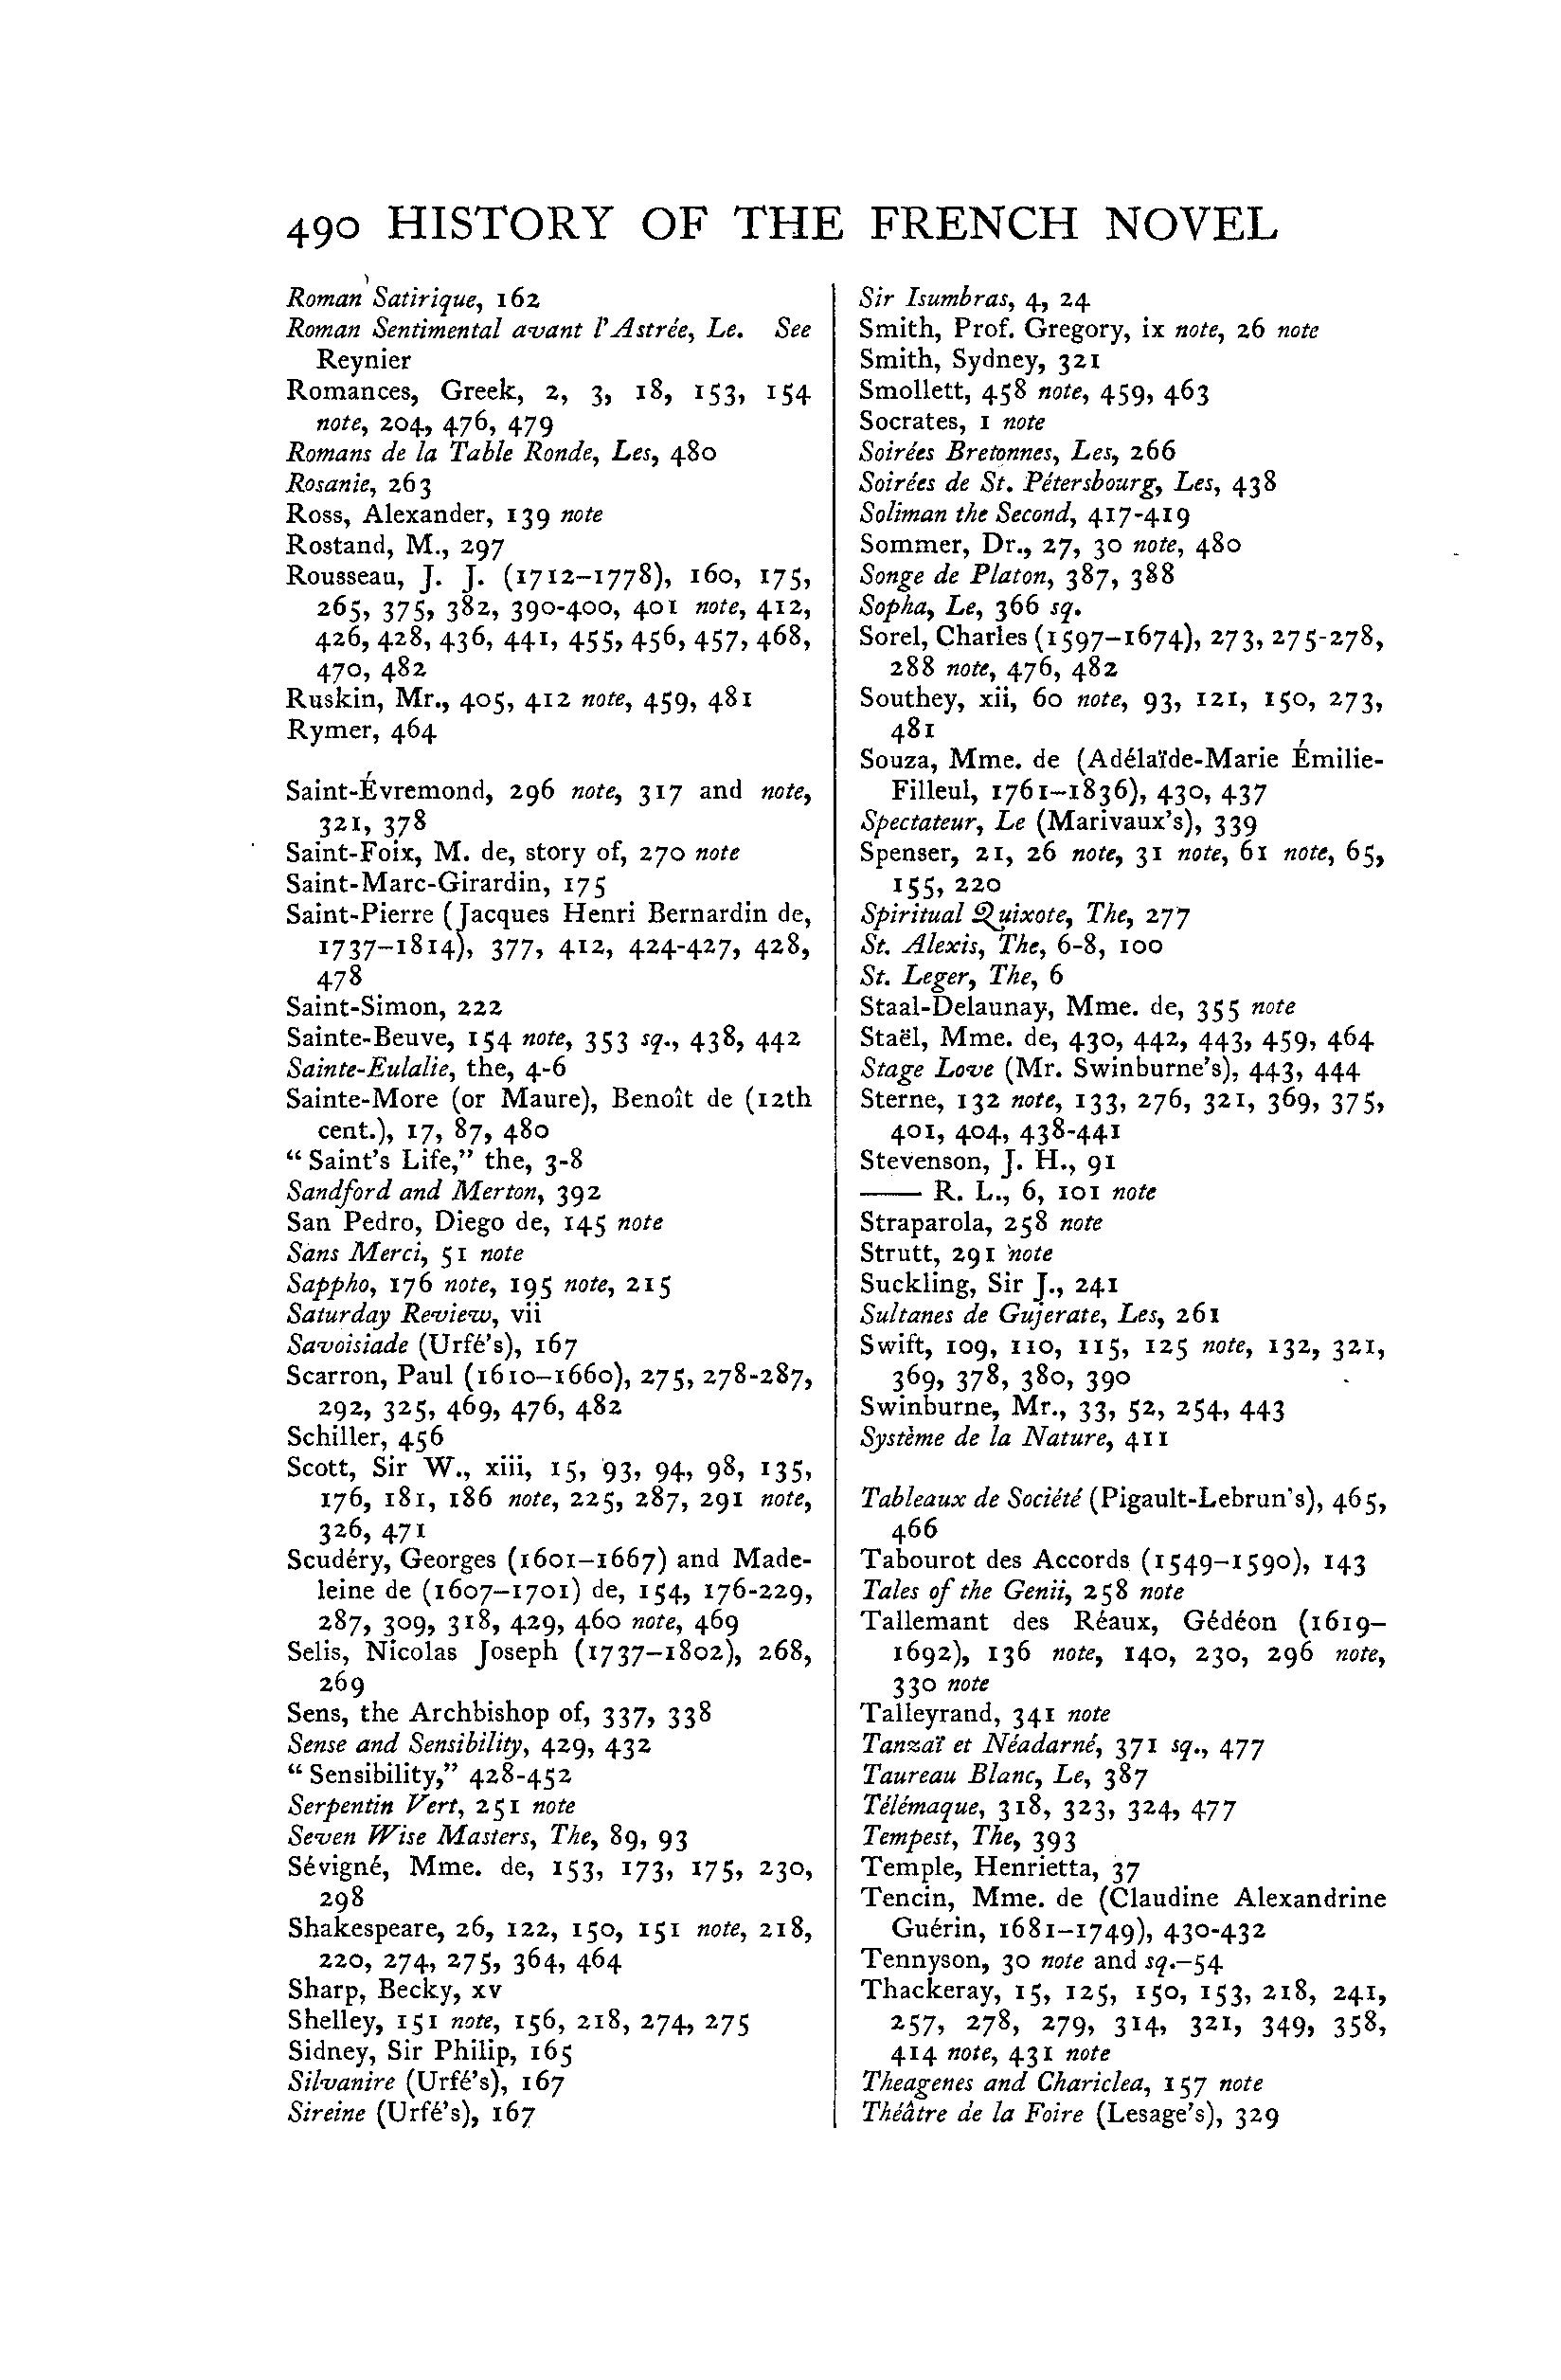 490 HISTORY OF THE FRENCH NOVEL
Roman Satirique, 162
Roman Sentimental avant l'Astrée, Le. See
Reynier
Romances, Greek, 2, 3, 18, 153, 154
note, 204, 476, 479
Romans de la Table Ronde, Les, 480
Rosanie, 263
Ross, Alexander, 139 note
Rostand, M., 297
Rousseau, J. J. (1712–1778), 160, 175,
265, 375, 382, 390-400, 401 note, 412,
426, 428, 436, 441, 455, 456, 457, 468,
470, 482
Ruskin, Mr., 405, 412 note, 459, 481
Rymer, 464
Saint-Évremond, 296 note, 317 and note,
321, 378
Saint-Foix, M. de, story of, 270 note
Saint-Marc-Girardin, 175
Saint-Pierre (Jacques Henri Bernardin de,
1737–1814), 377, 412, 424-427, 428,
478
Saint-Simon, 222
Sainte-Beuve, 154 note, 353 sq., 438, 442
Sainte-Eulalie, the, 4-6
Sainte-More (or Maure), Benoît de (12th
cent.), 17, 87, 480
“Saint's Life,” the, 3-8
Sandford and Merton, 392
San Pedro, Diego de, 145 note
Sans Merci, 51 note
Sappho, 176 note, 195 note, 215
Saturday Review, vii
Savoisiade (Urfé's), 167
Scarron, Paul (1610–1660), 275, 278-287,
292, 325, 469, 476, 482
Schiller, 456
Scott, Sir W., xiii, 15, 93, 94, 98, 135,
176, 181, 186 note, 225, 287, 291 note,
326, 471
Scudéry, Georges (1601–1667) and Made-
leine de (1607–1701) de, 154, 176-229,
287, 309, 318, 429, 460 note, 469
Selis, Nicolas Joseph (1737–1802), 268,
269
Sens, the Archbishop of, 337, 338
Sense and Sensibility, 429, 432
“Sensibility,” 428-452
Serpentin Vert, 251 note
Seven Wise Masters, The, 89, 93
Sévigné, Mme. de, 153, 173, 175, 230,
298
Shakespeare, 26, 122, 150, 151 note, 218,
220, 274, 275, 364, 464
Sharp, Becky, xv
Shelley, 151 note, 156, 218, 274, 275
Sidney, Sir Philip, 165
Silvanire (Urfé's), 167
Sireine (Urfé's), 167
Sir Isumbras, 4, 24
Smith, Prof. Gregory, ix note, 26 note
Smith, Sydney, 321
Smollett, 458 note, 459, 463
Socrates, 1 note
Soirées Bretonnes, Les, 266
Soirées de St. Pétersbourg, Les, 438
Soliman the Second, 417-419
Sommer, Dr., 27, 30 note, 480
Songe de Platon, 387, 388
Sopha, Le, 366 sq.
Sorel, Charles (1597–1674), 273, 275-278,
288 note, 476, 482
Southey, xii, 60 note, 93, 121, 150, 273,
481
Souza, Mme. de (Adélaïde-Marie Émilie-
Filleul, 1761–1836), 430, 437
Spectateur, Le (Marivaux's), 339
Spenser, 21, 26 note, 31 note, 61 note, 65,
155, 220
Spiritual Quixote, The, 277
St. Alexis, The, 6-8, 100
St. Leger, The, 6
Staal-Delaunay, Mme. de, 355 note
Staël, Mme. de, 430, 442, 443, 459, 464
Stage Love (Mr. Swinburne's), 443, 444
Sterne, 132 note, 133, 276, 321, 369, 375,
401, 404, 438-441
Stevenson, J. H., 91
—— R. L., 6, 101 note
Straparola, 258 note
Strutt, 291 note
Suckling, Sir J., 241
Sultanes de Gujerate, Les, 261
Swift, 109, 110, 115, 125 note, 132, 321,
369, 378, 380, 390
Swinburne, Mr., 33, 52, 254, 443
Système de la Nature, 411
Tableaux de Société (Pigault-Lebrun's), 465,
466
Tabourot des Accords (1549–1590), 143
Tales of the Genii, 258 note
Tallemant des Réaux, Gédéon (1619–
1692), 136 note, 140, 230, 296 note,
330 note
Talleyrand, 341 note
Tanzaï et Néadarné, 371 sq., 477
Taureau Blanc, Le, 387
Télémaque, 318, 323, 324, 477
Tempest, The, 393
Temple, Henrietta, 37
Tencin, Mme. de (Claudine Alexandrine
Guérin, 1681–1749), 430-432
Tennyson, 30 note and sq.–54
Thackeray, 15, 125, 150, 153, 218, 241,
257, 278, 279, 314, 321, 349, 358,
414 note, 431 note
Theagenes and Chariclea, 157 note
Théâtre de la Foire (Lesage's), 329